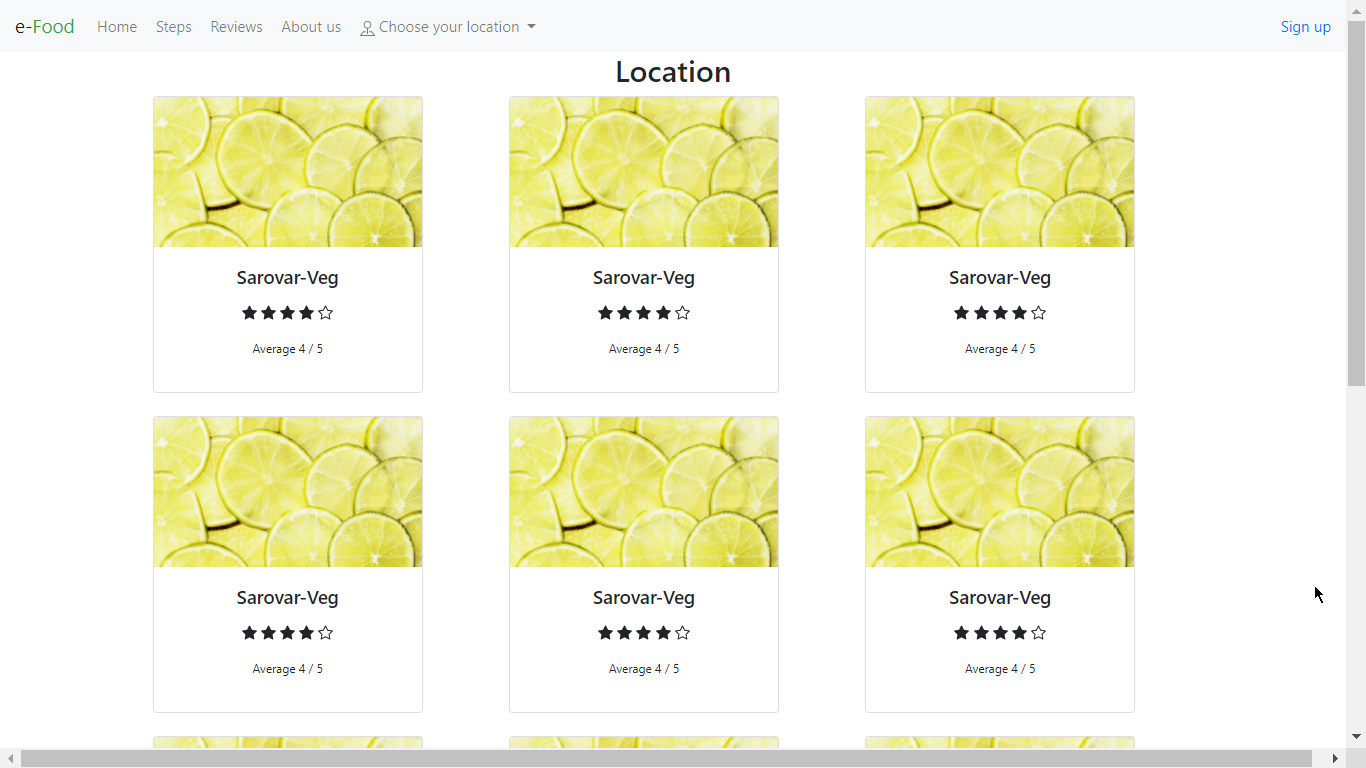 e-Food Home Steps Reviews About us Choose your location Sign up
Location
Sarovar-Veg Sarovar-Veg Sarovar-Veg
Average 4 / 5 Average 4 / 5 Average 4 / 5
Sarovar-Veg Sarovar-Veg Sarovar-Veg
Average 4 / 5 Average 4 / 5 Average 4 / 5